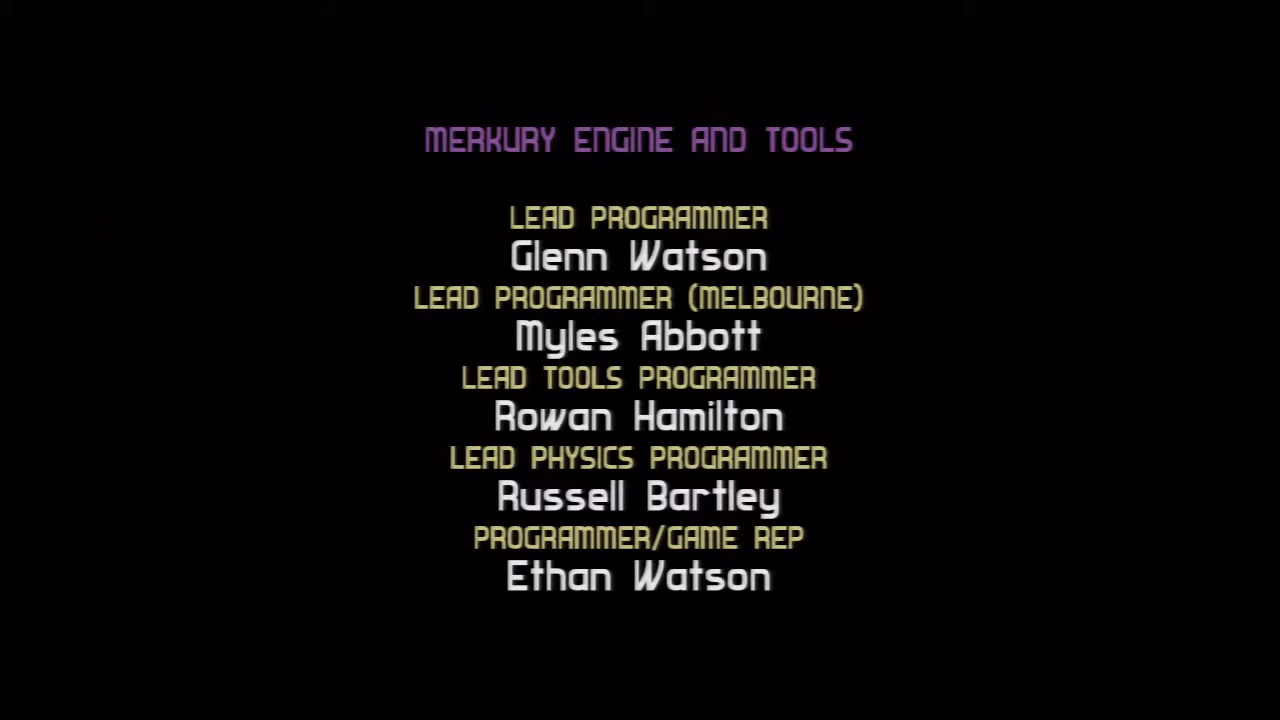 MERKURY ENGINE AND TOOLS
LEAD PROGRAMMER
Glenn Watson
LEAD PROGRAMMER (MELBOURNE)
Myles Abbott
LEAD TOOLS PROGRAMMER
Rowan Hamilton
LEAD PHYSICS PROGRAMMER
Russell Bartley
PROGRAMMER/GAME REP
Ethan Watson